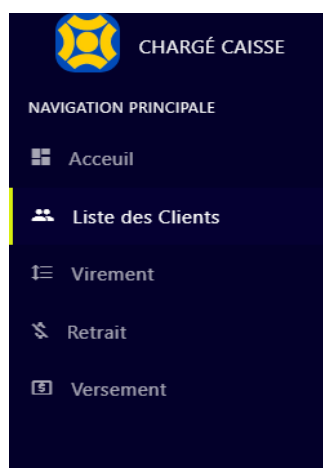 CHARGÉ CAISSE
NAVIGATION PRINCIPALE
Acceuil
Liste des Clients
Virement
Retrait
Versement